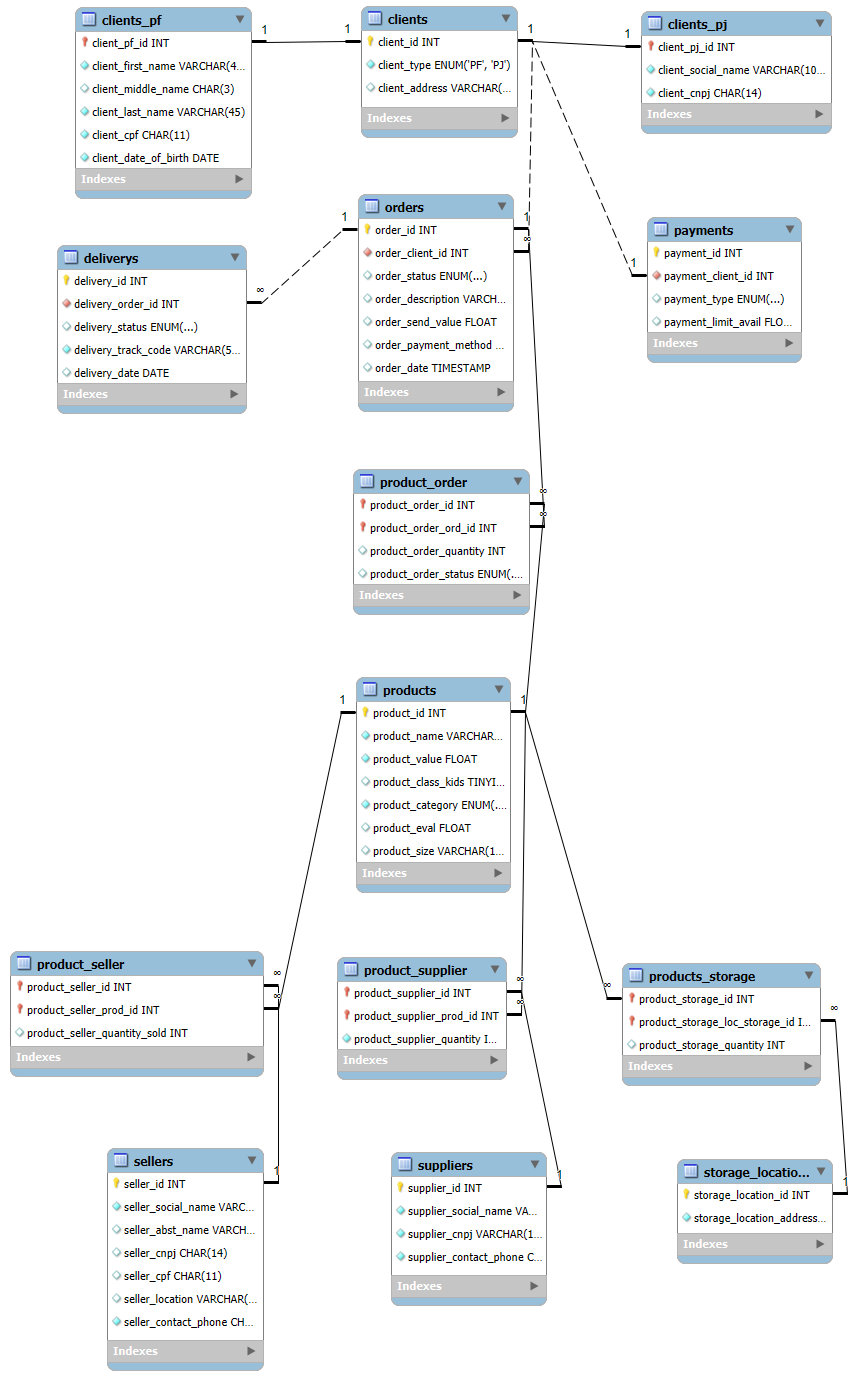 clients_pf
client_pf_id INT
client_first_name VARCHAR(4...
client_middle_name CHAR(3)
client_last_name VARCHAR(45)
client_cpf CHAR(11)
client_date_of_birth DATE
Indexes
1
1
clients
client_id INT
client_type ENUM('PF', 'PJ')
client_address VARCHAR(...
Indexes
1
1
clients_pj
client_pj_id INT
client_social_name VARCHAR(10...
client_cnpj CHAR(14)
Indexes
deliverys
delivery_id INT
delivery_order_id INT
delivery_status ENUM(...)
delivery_track_code VARCHAR(5...
delivery_date DATE
Indexes
∞
1
orders
order_id INT
order_client_id INT
order_status ENUM(...)
order_description VARCH...
order_send_value FLOAT
order_payment_method ...
order_date TIMESTAMP
Indexes
1
∞
1
payments
payment_id INT
payment_client_id INT
payment_type ENUM(...)
payment_limit_avail FLO...
Indexes
product_order
product_order_id INT
product_order_ord_id INT
product_order_quantity INT
product_order_status ENUM(....
Indexes
∞
∞
1
products
product_id INT
product_name VARCHAR...
product_value FLOAT
product_class_kids TINYI...
product_category ENUM(....
product_eval FLOAT
product_size VARCHAR(1...
Indexes
1
product_seller
product_seller_id INT
product_seller_prod_id INT
product_seller_quantity_sold INT
Indexes
∞
∞
product_supplier
product_supplier_id INT
product_supplier_prod_id INT
product_supplier_quantity I...
Indexes
∞
∞
∞
products_storage
product_storage_id INT
product_storage_loc_storage_id I...
product_storage_quantity INT
Indexes
∞
sellers
seller_id INT
seller_social_name VARC...
seller_abst_name VARCH...
seller_cnpj CHAR(14)
seller_cpf CHAR(11)
seller_location VARCHAR(...
seller_contact_phone CH...
Indexes
1
suppliers
supplier_id INT
supplier_social_name VA...
supplier_cnpj VARCHAR(1...
supplier_contact_phone C...
Indexes
1
storage_locatio...
storage_location_id INT
storage_location_address...
Indexes
1